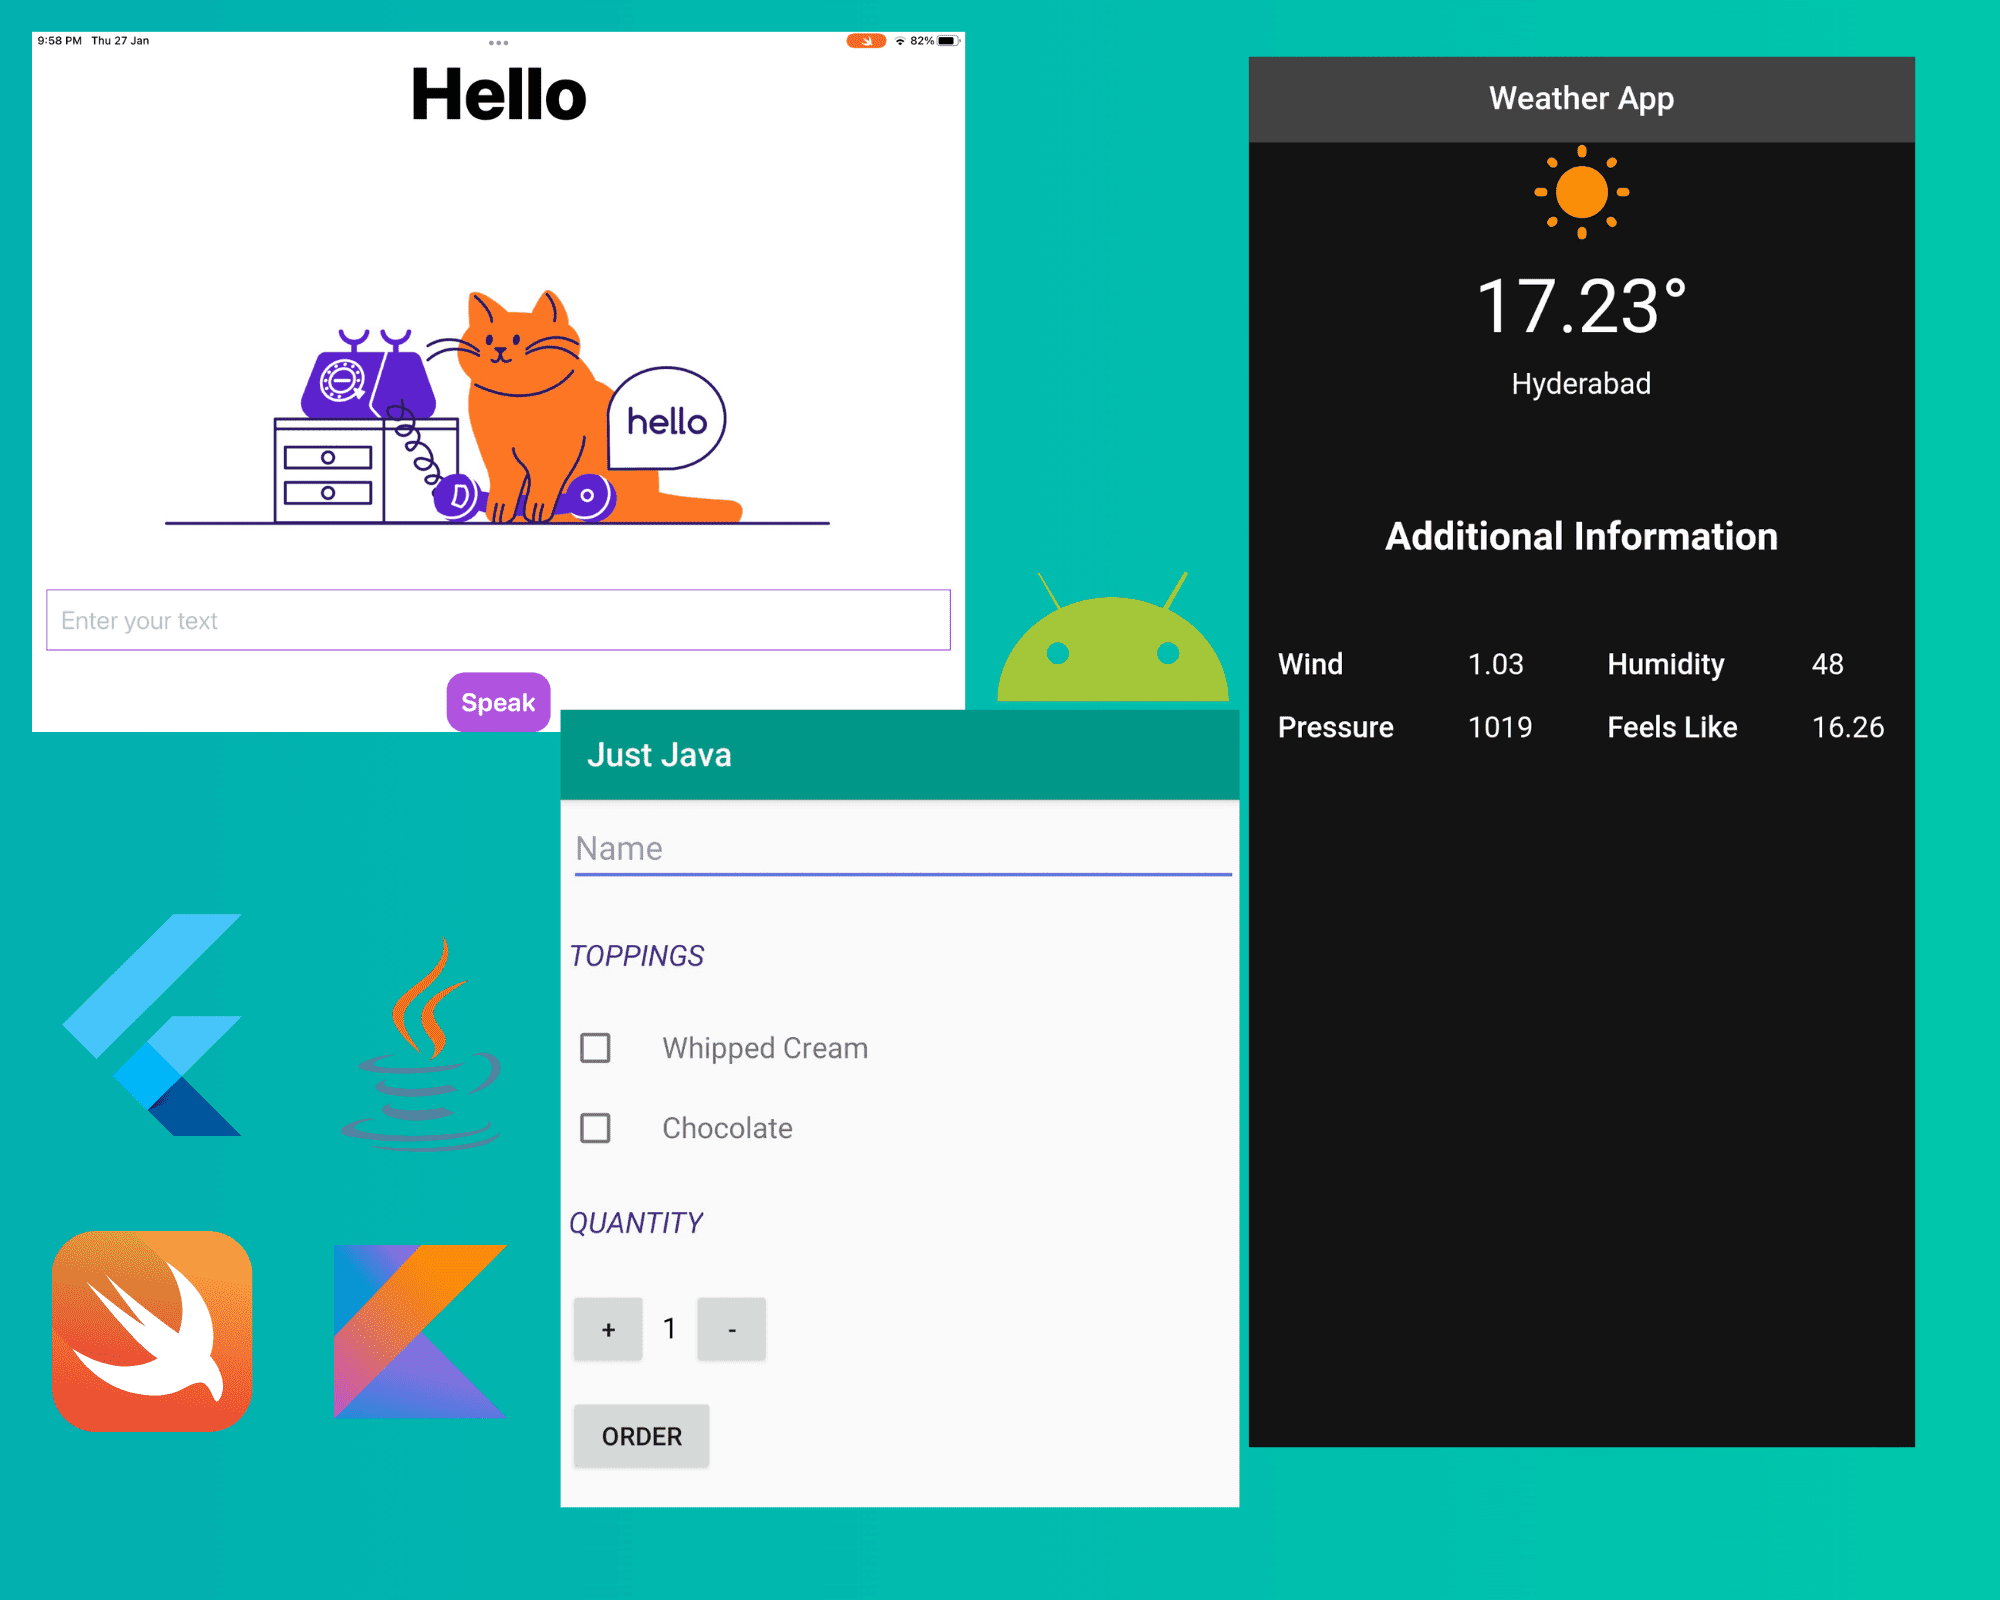 9:58 PM Thu 27 Jan
82%
Hello
hello
Enter your text
Speak
Weather App
17.23°
Hyderabad
Additional Information
Wind 1.03 Humidity 48
Pressure 1019 Feels Like 16.26
Just Java
Name
TOPPINGS
Whipped Cream
Chocolate
QUANTITY
+ 1 -
ORDER